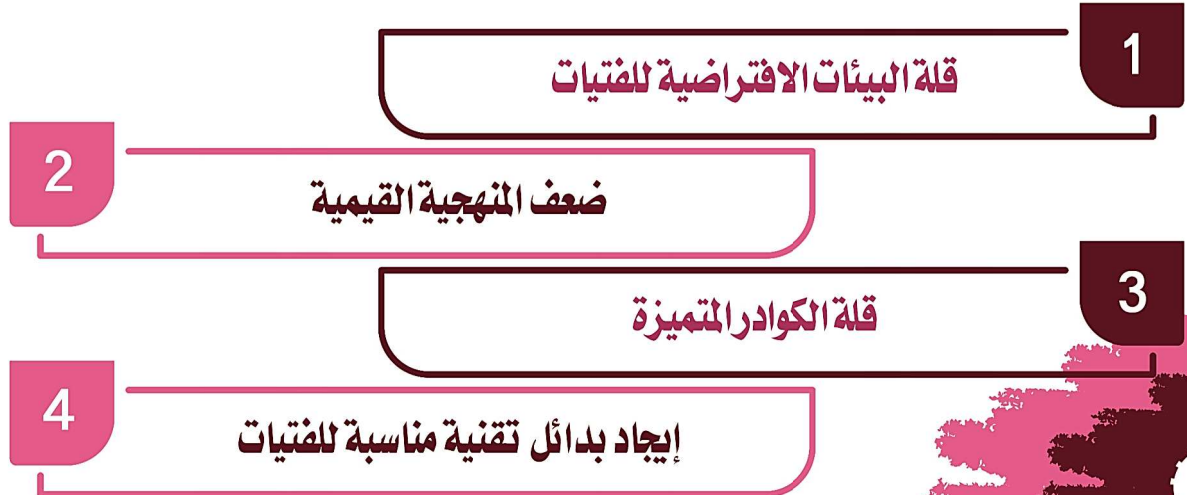 1
قلة البيئات الافتراضية للفتيات
2
ضعف المنهجية القيمية
3
قلة الكوادر المتميزة
4
إيجاد بدائل تقنية مناسبة للفتيات